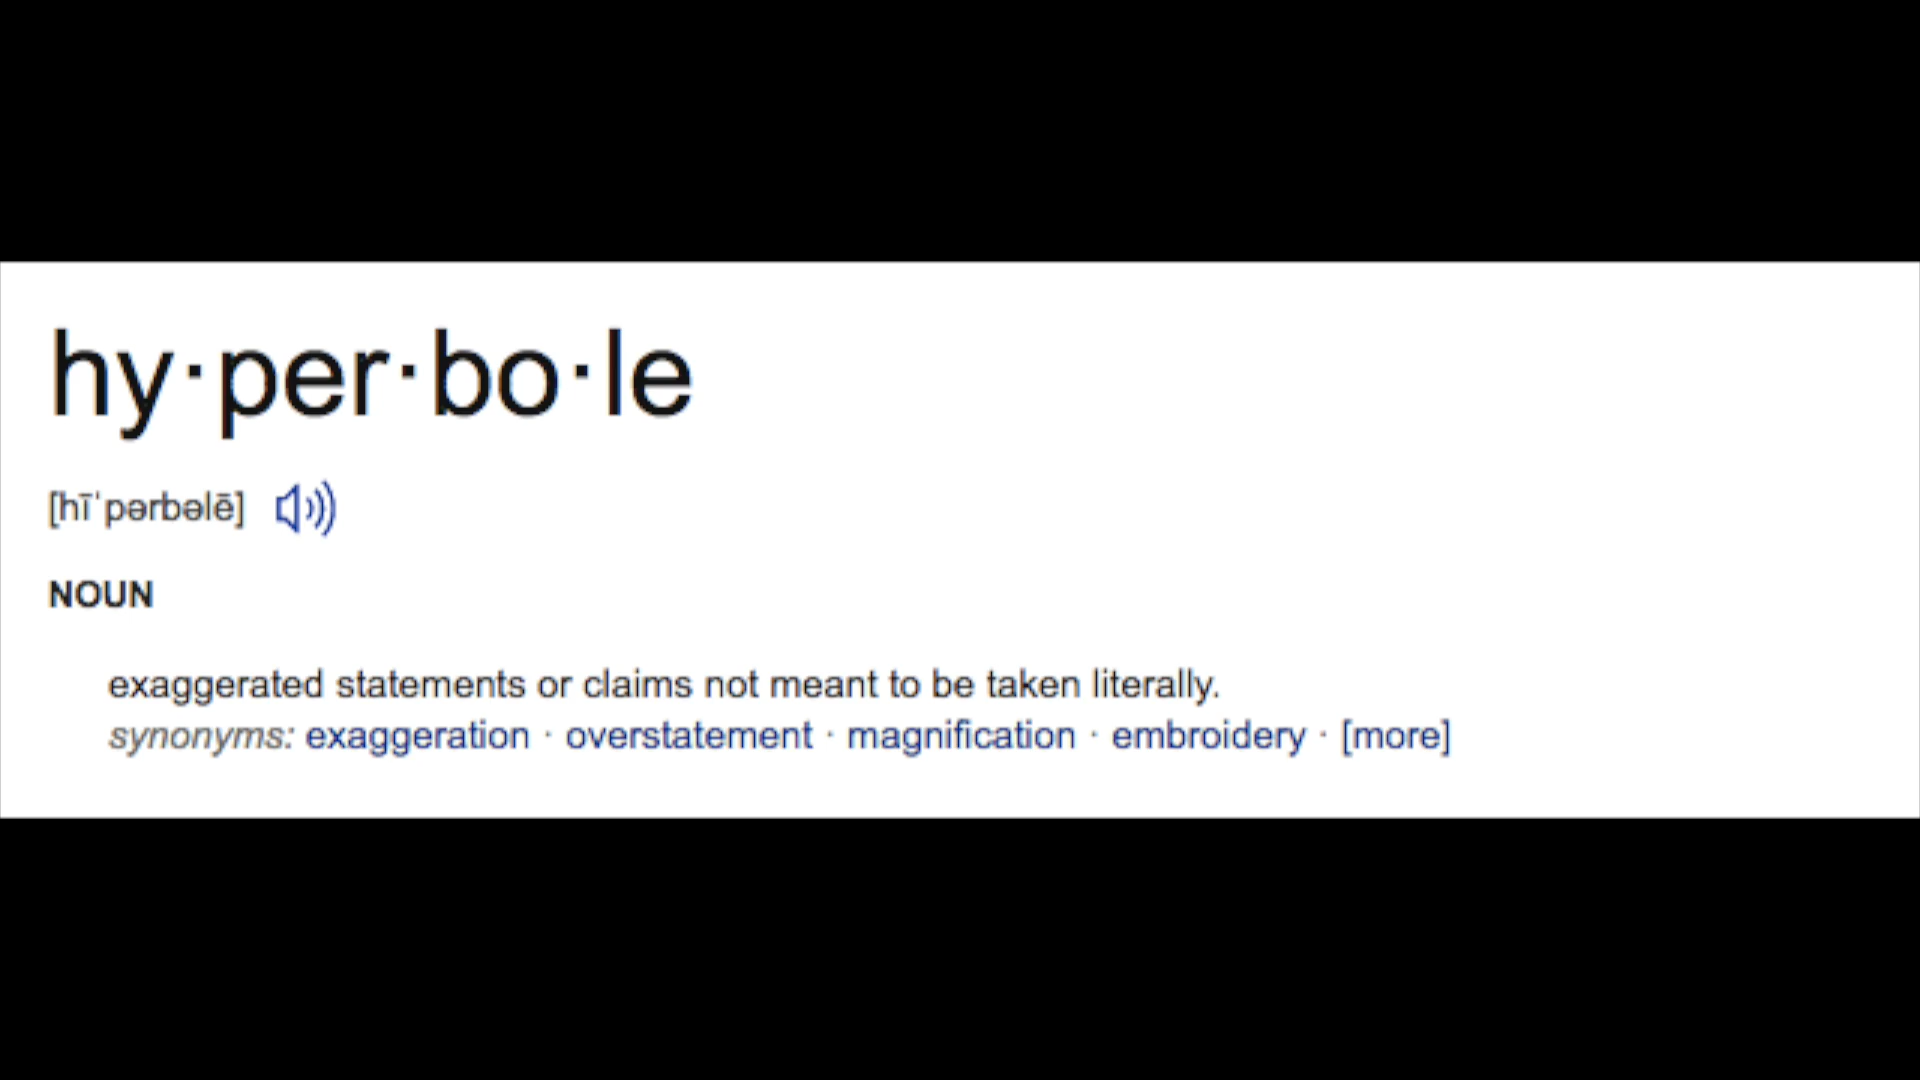 hy·per·bo·le
[hīˈpərbəlē]
NOUN
exaggerated statements or claims not meant to be taken literally.
synonyms: exaggeration · overstatement · magnification · embroidery · [more]